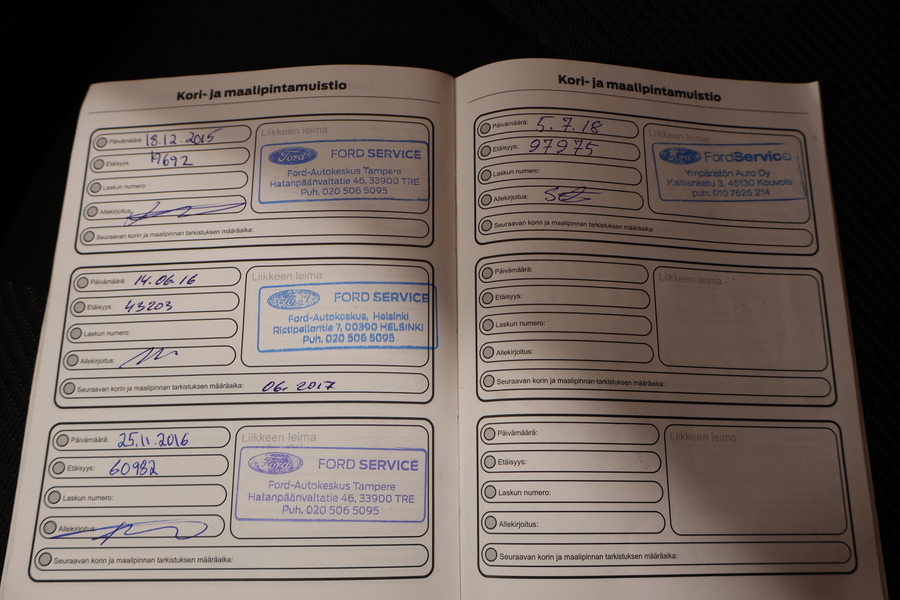 Kori- ja maalipintamuistio
Päivämäärä: 18.12.2015
Etäisyys: 19692
Laskun numero:
Allekirjoitus:
Liikkeen leima
Ford FORD SERVICE
Ford-Autokeskus Tampere
Hatanpäänvaltatie 46, 33900 TRE
Puh. 020 506 5095
Seuraavan korin ja maalipinnan tarkistuksen määräaika:
Päivämäärä: 14.06.16
Etäisyys: 43203
Laskun numero:
Allekirjoitus:
Liikkeen leima
Ford FORD SERVICE
Ford-Autokeskus, Helsinki
Ristipellontie 7, 00390 HELSINKI
Puh. 020 506 5095
Seuraavan korin ja maalipinnan tarkistuksen määräaika: 06. 2017
Päivämäärä: 25.11.2016
Etäisyys: 60982
Laskun numero:
Allekirjoitus:
Liikkeen leima
Ford FORD SERVICE
Ford-Autokeskus Tampere
Hatanpäänvaltatie 46, 33900 TRE
Puh. 020 506 5095
Seuraavan korin ja maalipinnan tarkistuksen määräaika:
Kori- ja maalipintamuistio
Päivämäärä: 5.7.18
Etäisyys: 97975
Laskun numero:
Allekirjoitus:
Liikkeen leima
Ford FordService
Ympäristön Auto Oy
Kaitilankatu 3, 45130 Kouvola
puh. 010 7625 214
Seuraavan korin ja maalipinnan tarkistuksen määräaika:
Päivämäärä:
Etäisyys:
Laskun numero:
Allekirjoitus:
Liikkeen leima
Seuraavan korin ja maalipinnan tarkistuksen määräaika:
Päivämäärä:
Etäisyys:
Laskun numero:
Allekirjoitus:
Liikkeen leima
Seuraavan korin ja maalipinnan tarkistuksen määräaika: